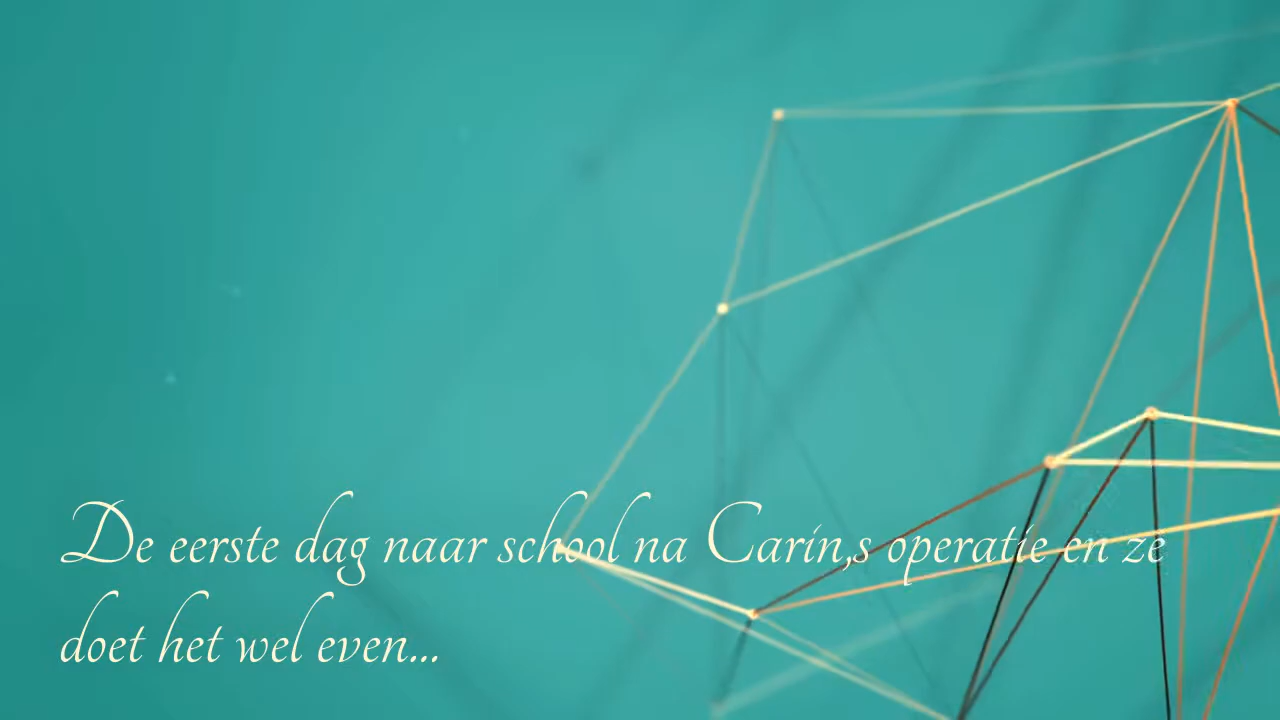 De eerste dag naar school na Carin,s operatie en ze
doet het wel even...